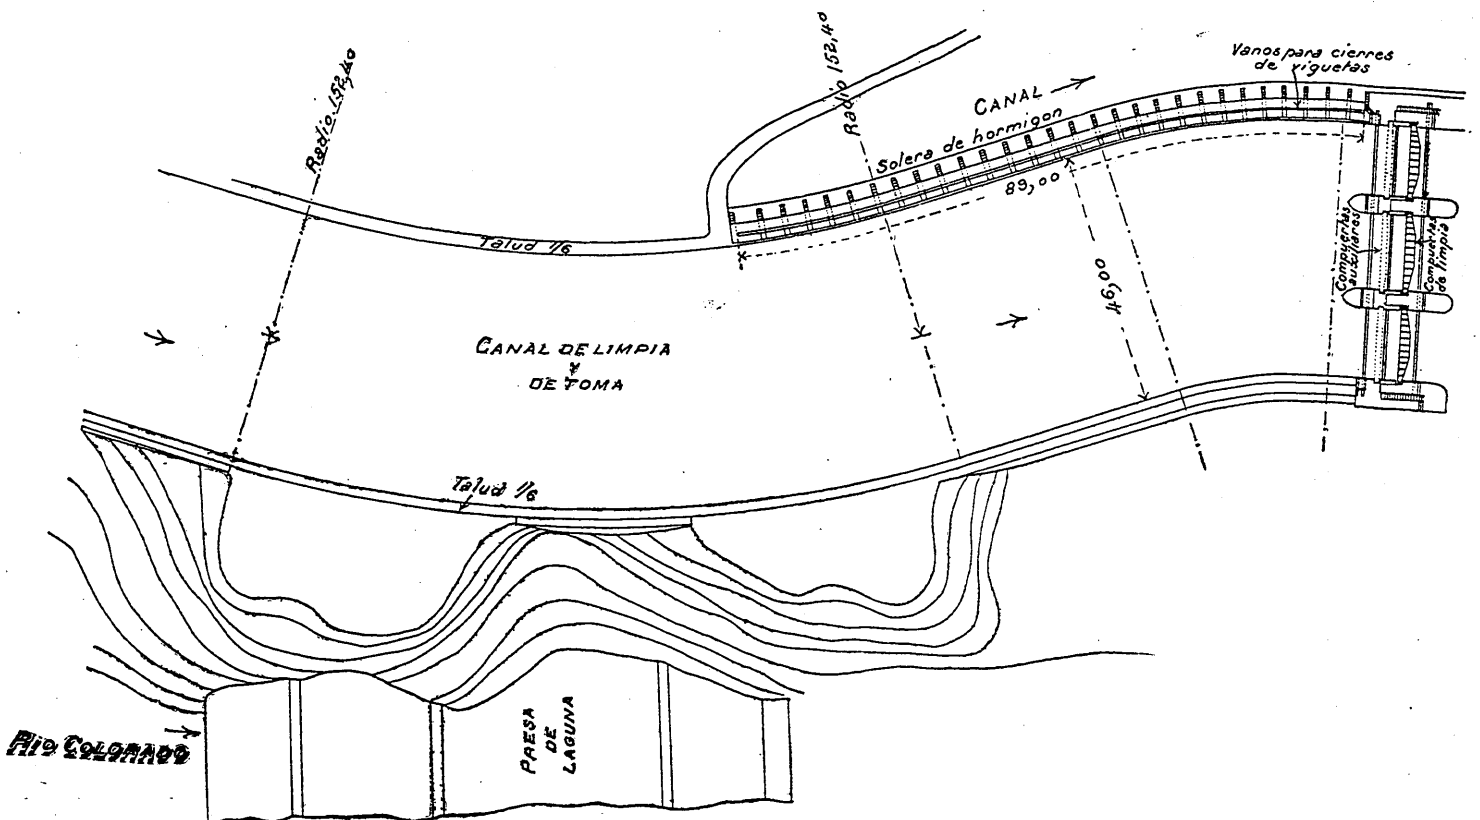 Radio 152,40
Radio 152,40
Vanos para cierres
de viguetas
CANAL
Solera de hormigon
89,00
Talud 1/6
46,00
Compuertas
auxiliares
Compuertas
de limpia
CANAL DE LIMPIA
Y
DE TOMA
Talud 1/6
RIO COLORADO
PRESA
DE
LAGUNA